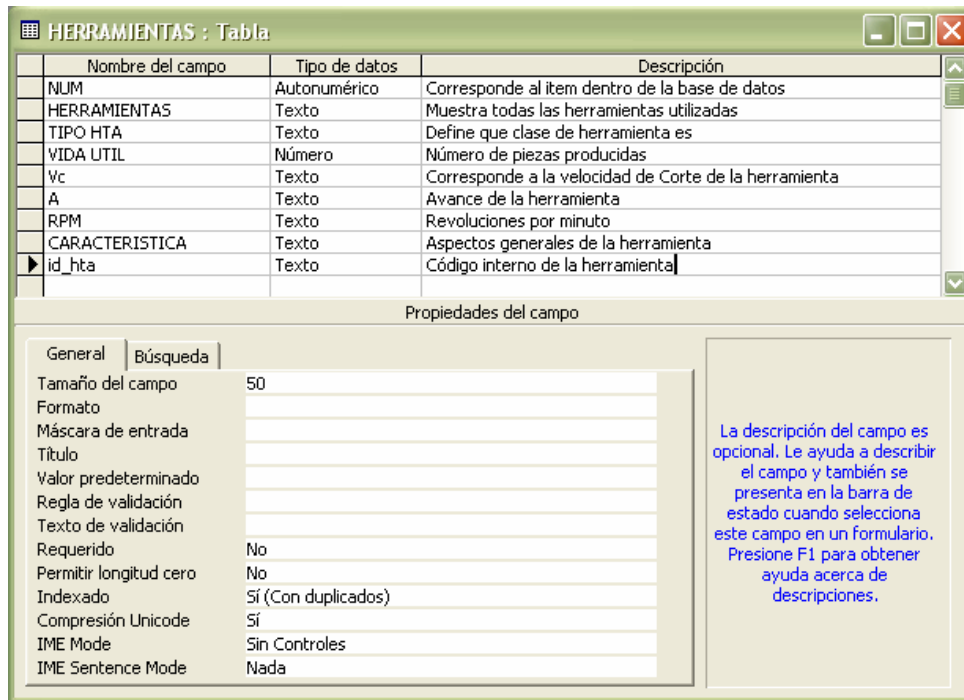 HERRAMIENTAS : Tabla
Nombre del campo Tipo de datos Descripción
NUM Autonumérico Corresponde al item dentro de la base de datos
HERRAMIENTAS Texto Muestra todas las herramientas utilizadas
TIPO HTA Texto Define que clase de herramienta es
VIDA UTIL Número Número de piezas producidas
Vc Texto Corresponde a la velocidad de Corte de la herramienta
A Texto Avance de la herramienta
RPM Texto Revoluciones por minuto
CARACTERISTICA Texto Aspectos generales de la herramienta
id_hta Texto Código interno de la herramienta
Propiedades del campo
General Búsqueda
Tamaño del campo 50
Formato
Máscara de entrada
Título
Valor predeterminado
Regla de validación
Texto de validación
Requerido No
Permitir longitud cero No
Indexado Sí (Con duplicados)
Compresión Unicode Sí
IME Mode Sin Controles
IME Sentence Mode Nada
La descripción del campo es
opcional. Le ayuda a describir
el campo y también se
presenta en la barra de
estado cuando selecciona
este campo en un formulario.
Presione F1 para obtener
ayuda acerca de
descripciones.